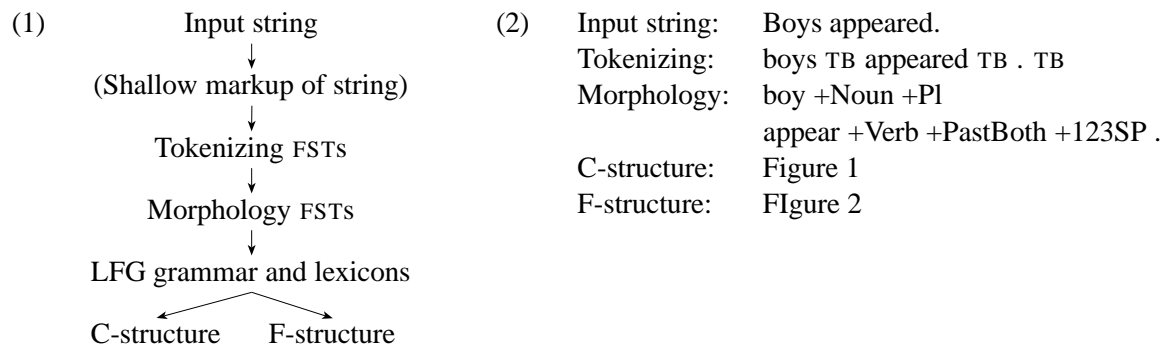 (1)
Input string
(Shallow markup of string)
Tokenizing FSTs
Morphology FSTs
LFG grammar and lexicons
C-structure F-structure
(2) Input string: Boys appeared.
Tokenizing: boys TB appeared TB . TB
Morphology: boy +Noun +Pl
appear +Verb +PastBoth +123SP .
C-structure: Figure 1
F-structure: FIgure 2